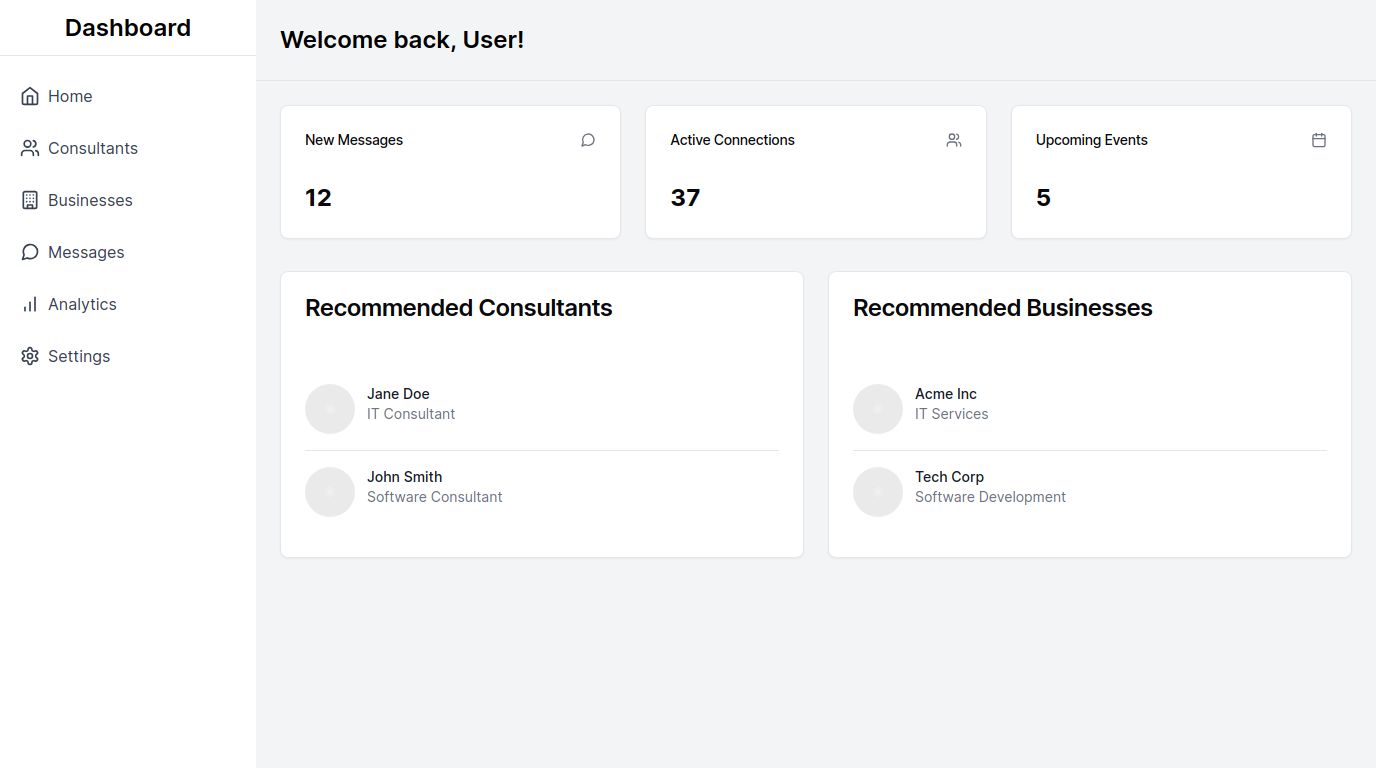 Dashboard
Home
Consultants
Businesses
Messages
Analytics
Settings
Welcome back, User!
New Messages
12
Active Connections
37
Upcoming Events
5
Recommended Consultants
Jane Doe
IT Consultant
John Smith
Software Consultant
Recommended Businesses
Acme Inc
IT Services
Tech Corp
Software Development